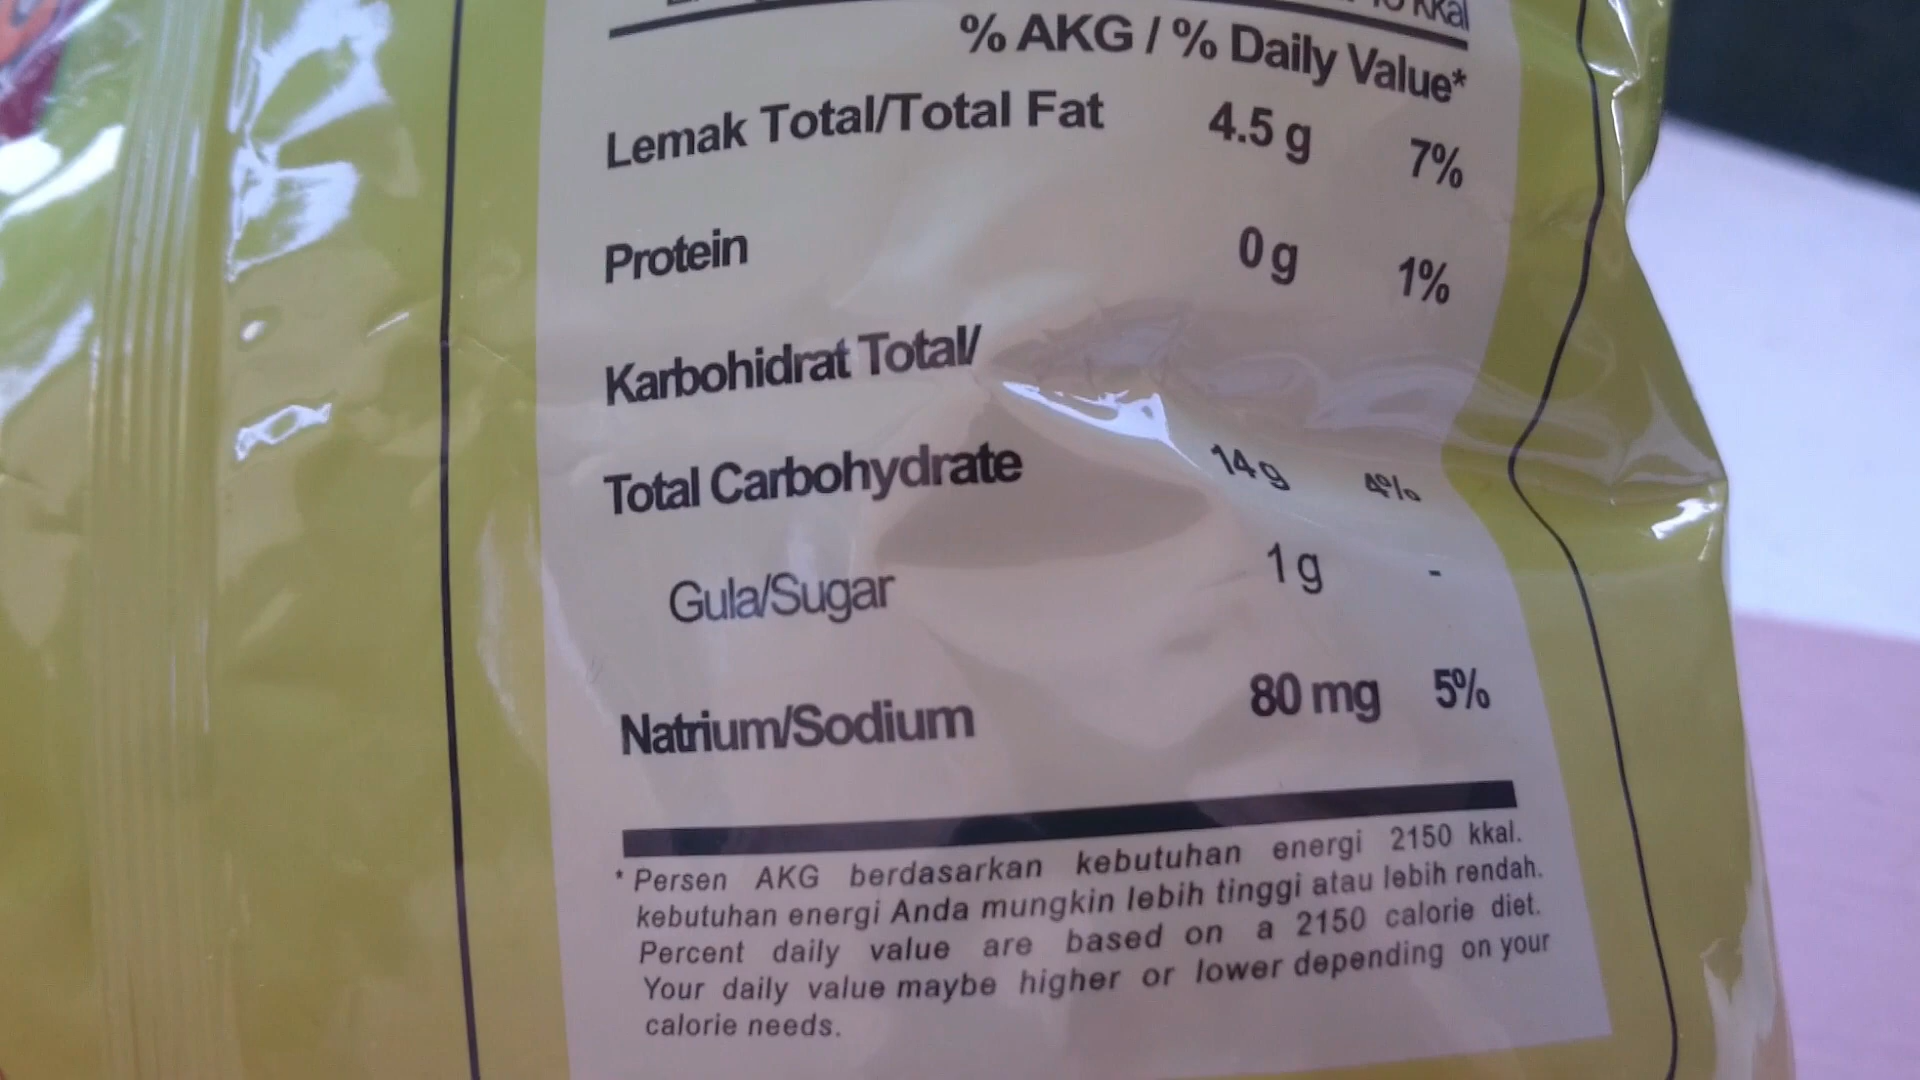 kkal
% AKG / % Daily Value*
Lemak Total/Total Fat 4.5 g 7%
Protein 0 g 1%
Karbohidrat Total/
Total Carbohydrate 14 g 4%
Gula/Sugar 1 g -
Natrium/Sodium 80 mg 5%
* Persen AKG berdasarkan kebutuhan energi 2150 kkal.
kebutuhan energi Anda mungkin lebih tinggi atau lebih rendah.
Percent daily value are based on a 2150 calorie diet.
Your daily value maybe higher or lower depending on your
calorie needs.